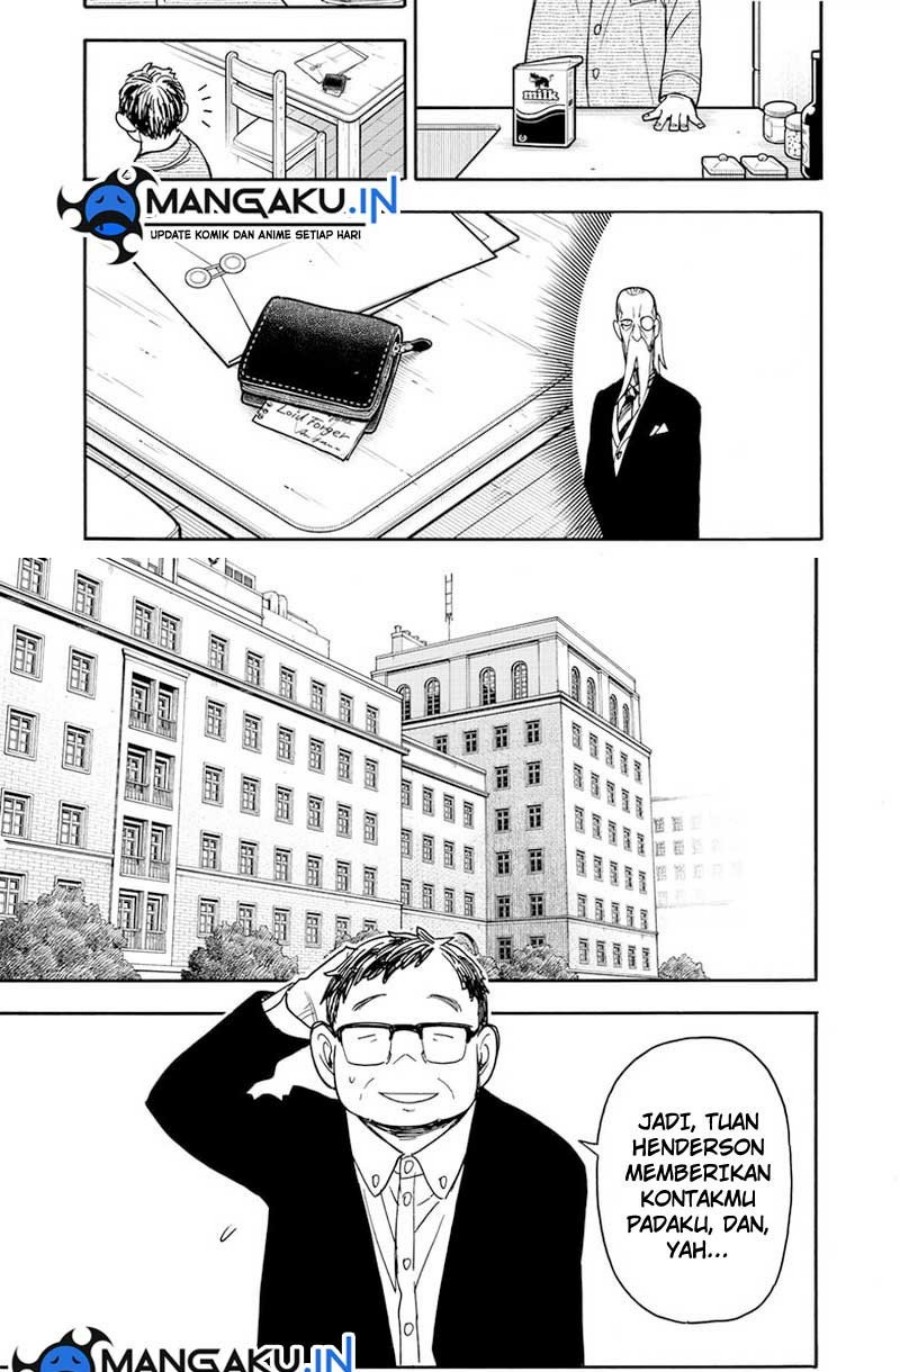 milk
MANGAKU.IN
UPDATE KOMIK DAN ANIME SETIAP HARI
Loid Forger
JADI, TUAN
HENDERSON
MEMBERIKAN
KONTAKMU
PADAKU, DAN,
YAH...
MANGAKU.IN